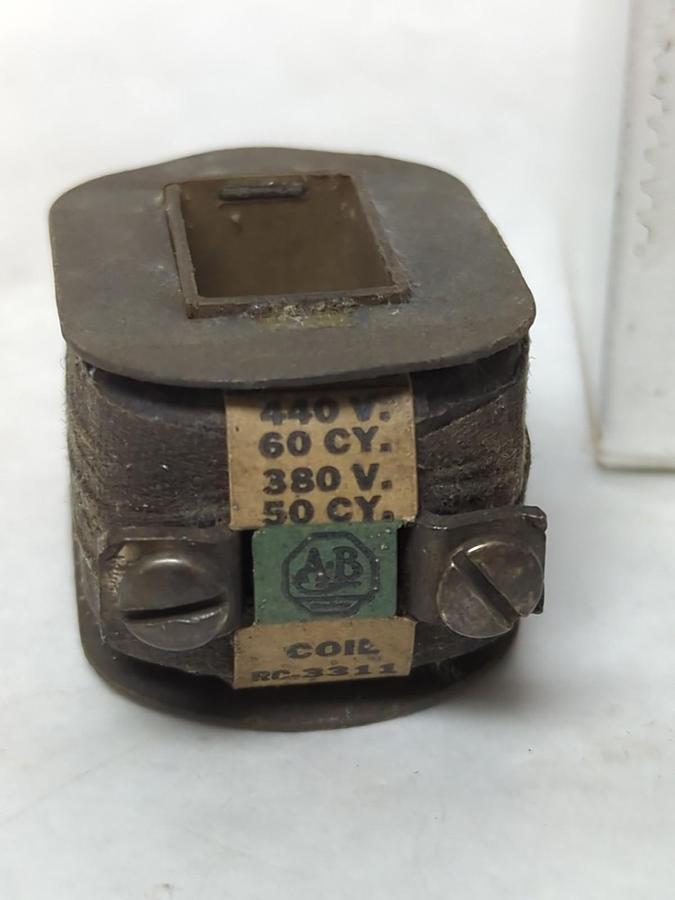 440 V.
60 CY.
380 V.
50 CY.
A-B
COIL
RC-3311